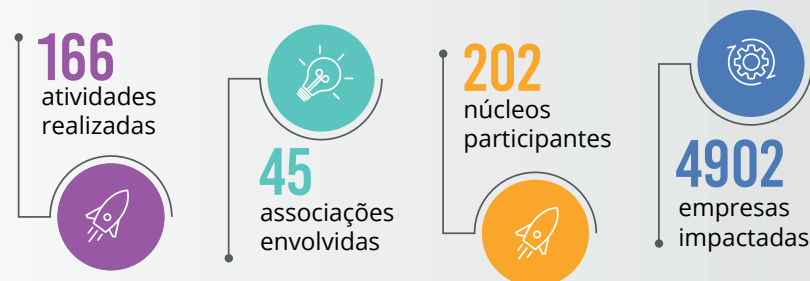 166
atividades
realizadas
45
associações
envolvidas
202
núcleos
participantes
4902
empresas
impactadas